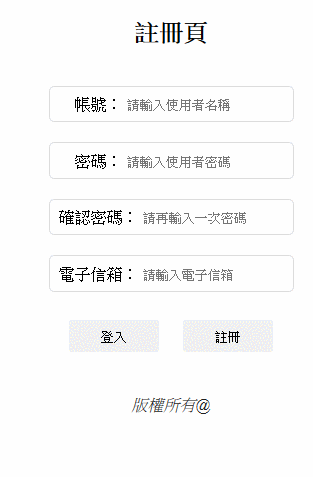 註冊頁
帳號： 請輸入使用者名稱
密碼： 請輸入使用者密碼
確認密碼： 請再輸入一次密碼
電子信箱： 請輸入電子信箱
登入 註冊
版權所有@